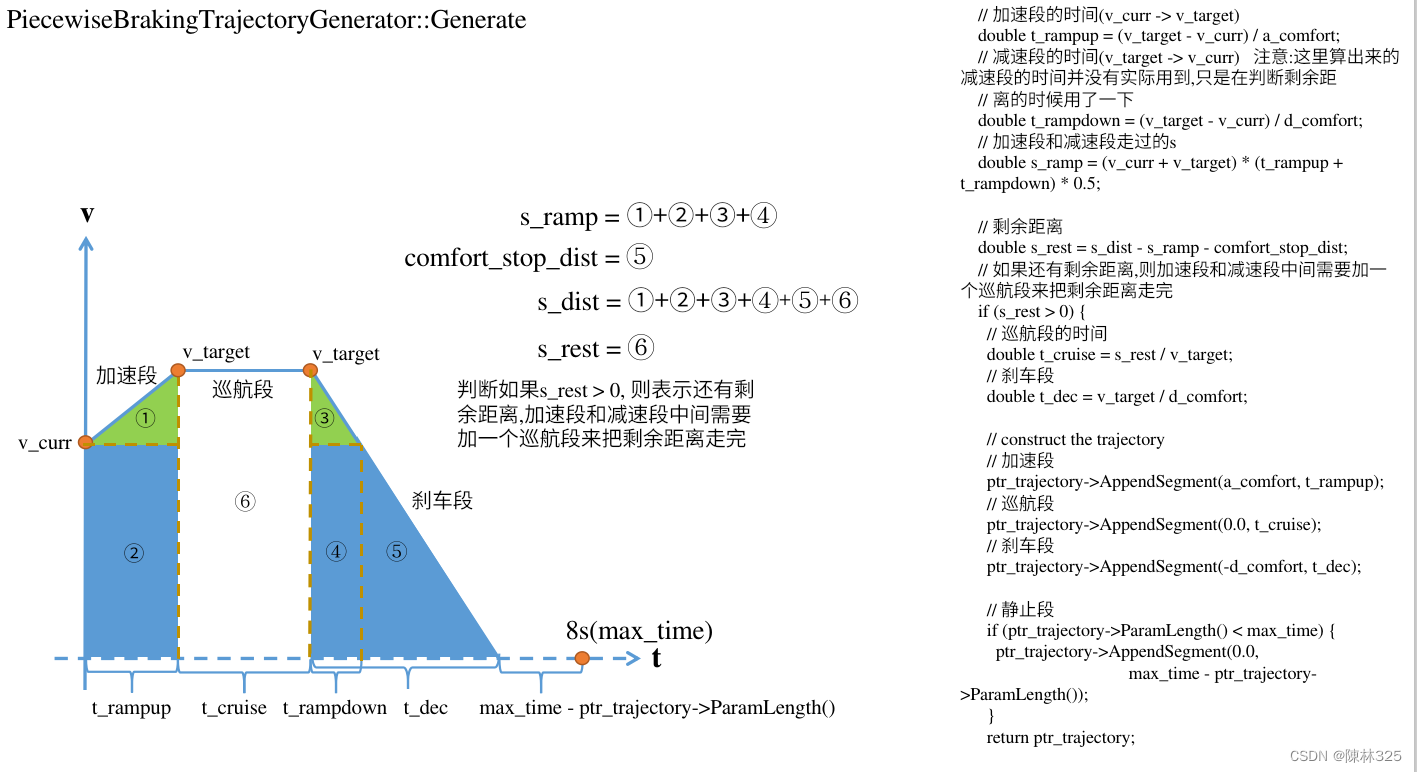 PiecewiseBrakingTrajectoryGenerator::Generate
v
s_ramp = ①+②+③+④
comfort_stop_dist = ⑤
s_dist = ①+②+③+④+⑤+⑥
s_rest = ⑥
判断如果s_rest > 0, 则表示还有剩
余距离,加速段和减速段中间需要
加一个巡航段来把剩余距离走完
v_target
v_target
加速段
巡航段
①
③
v_curr
⑥
刹车段
②
④
⑤
8s(max_time)
t
t_rampup
t_cruise
t_rampdown
t_dec
max_time - ptr_trajectory->ParamLength()
// 加速段的时间(v_curr -> v_target)
double t_rampup = (v_target - v_curr) / a_comfort;
// 减速段的时间(v_target -> v_curr) 注意:这里算出来的
减速段的时间并没有实际用到,只是在判断剩余距
// 离的时候用了一下
double t_rampdown = (v_target - v_curr) / d_comfort;
// 加速段和减速段走过的s
double s_ramp = (v_curr + v_target) * (t_rampup +
t_rampdown) * 0.5;
// 剩余距离
double s_rest = s_dist - s_ramp - comfort_stop_dist;
// 如果还有剩余距离,则加速段和减速段中间需要加一
个巡航段来把剩余距离走完
if (s_rest > 0) {
// 巡航段的时间
double t_cruise = s_rest / v_target;
// 刹车段
double t_dec = v_target / d_comfort;
// construct the trajectory
// 加速段
ptr_trajectory->AppendSegment(a_comfort, t_rampup);
// 巡航段
ptr_trajectory->AppendSegment(0.0, t_cruise);
// 刹车段
ptr_trajectory->AppendSegment(-d_comfort, t_dec);
// 静止段
if (ptr_trajectory->ParamLength() < max_time) {
ptr_trajectory->AppendSegment(0.0,
max_time - ptr_trajectory-
>ParamLength());
}
return ptr_trajectory;
CSDN @陳林325